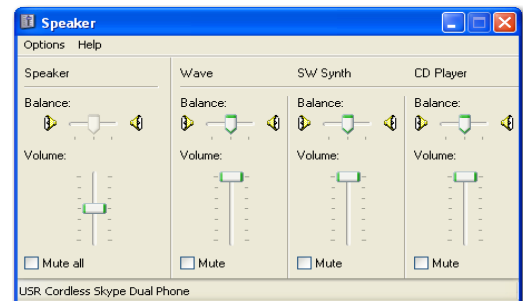 Speaker
Options Help
Speaker Wave SW Synth CD Player
Balance: Balance: Balance: Balance:
Volume: Volume: Volume: Volume:
Mute all Mute Mute Mute
USR Cordless Skype Dual Phone